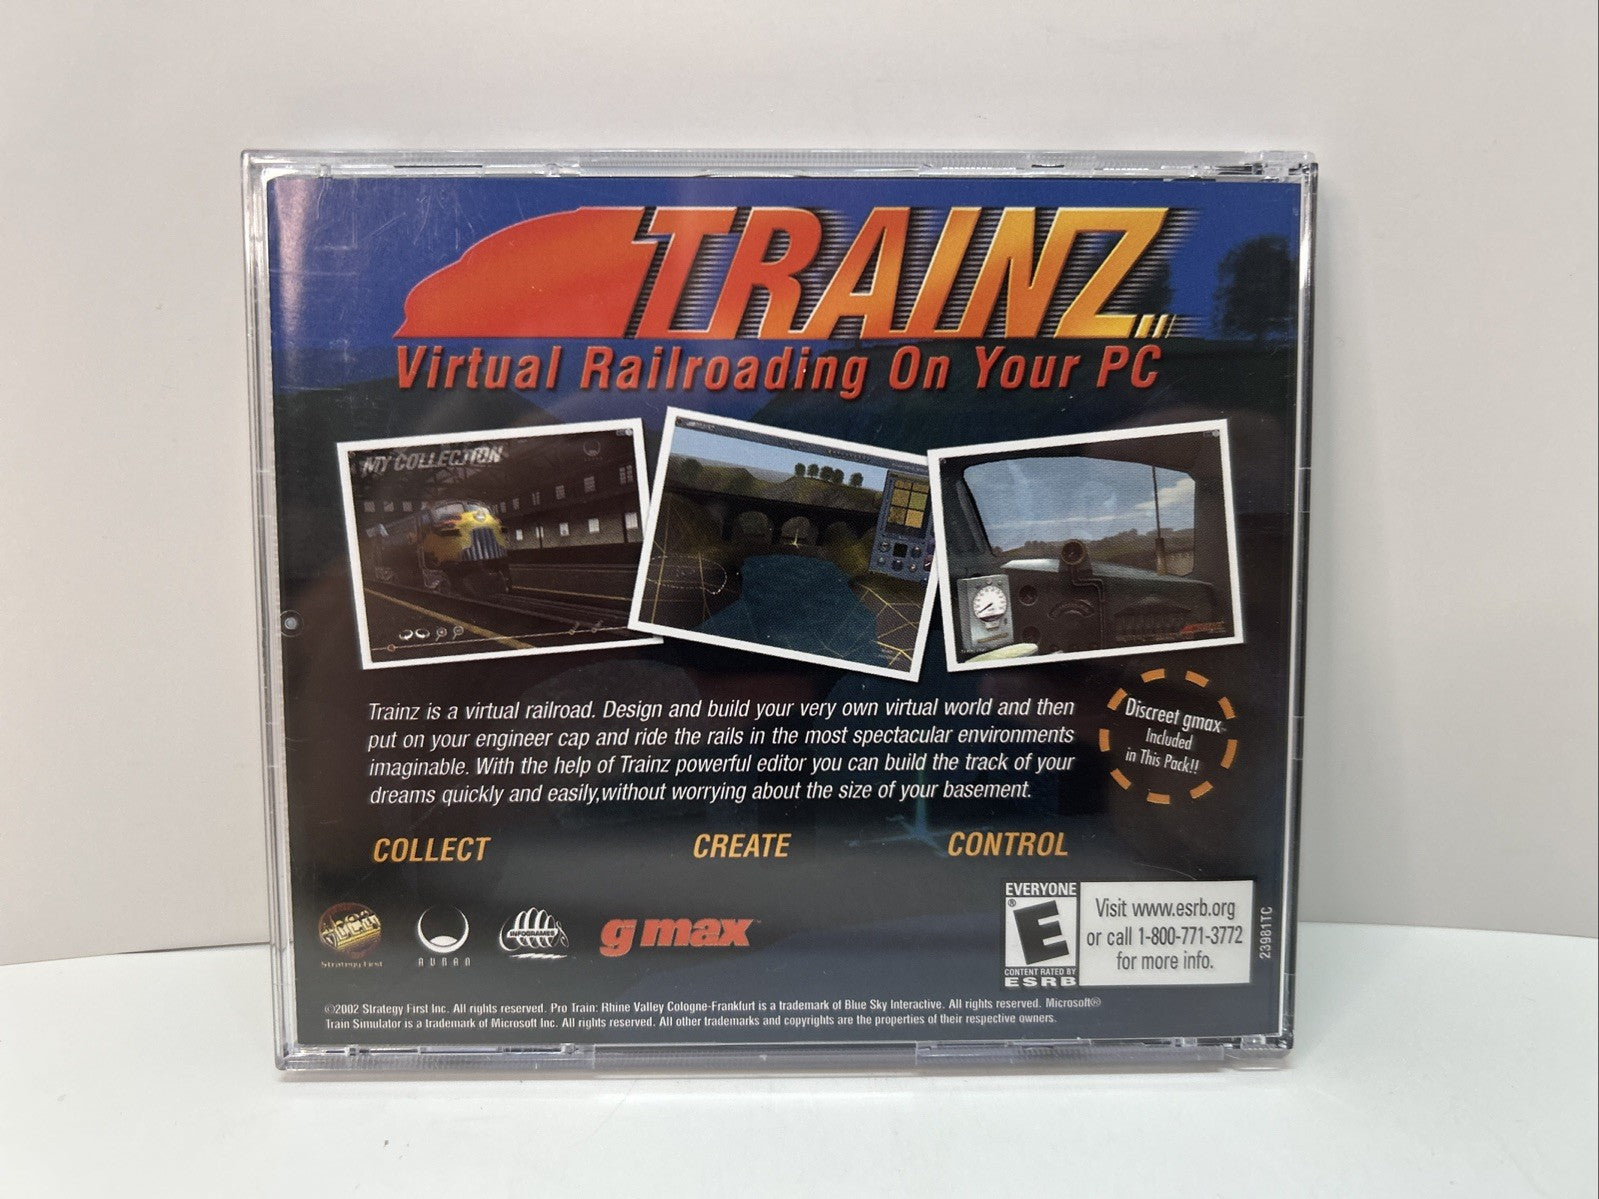 TRAINZ
Virtual Railroading On Your PC
MY COLLECTION
Trainz is a virtual railroad. Design and build your very own virtual world and then
put on your engineer cap and ride the rails in the most spectacular environments
imaginable. With the help of Trainz powerful editor you can build the track of your
dreams quickly and easily,without worrying about the size of your basement.
Discreet gmax™
Included
in This Pack!!
COLLECT CREATE CONTROL
Strategy First
AURAN
INFOGRAMES
gmax™
EVERYONE
E
®
CONTENT RATED BY
ESRB
Visit www.esrb.org
or call 1-800-771-3772
for more info.
23981TC
©2002 Strategy First Inc. All rights reserved. Pro Train: Rhine Valley Cologne-Frankfurt is a trademark of Blue Sky Interactive. All rights reserved. Microsoft®
Train Simulator is a trademark of Microsoft Inc. All rights reserved. All other trademarks and copyrights are the properties of their respective owners.